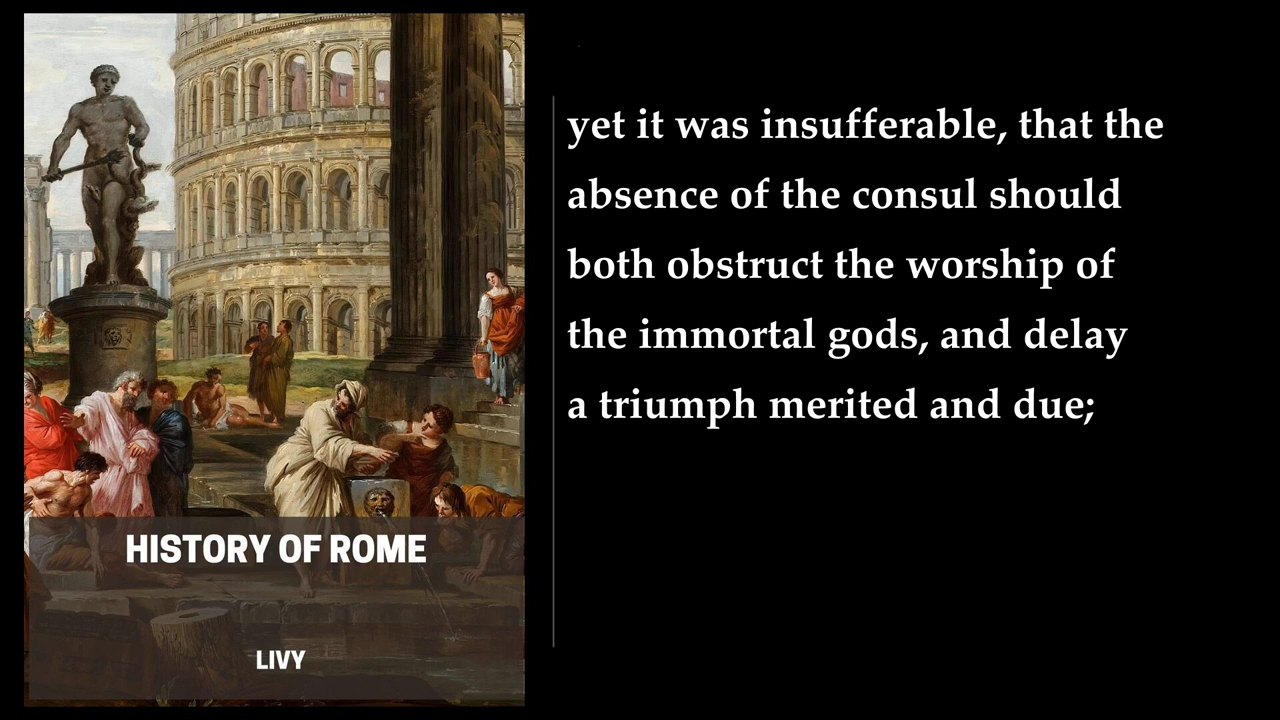 yet it was insufferable, that the
absence of the consul should
both obstruct the worship of
the immortal gods, and delay
a triumph merited and due;
HISTORY OF ROME
LIVY